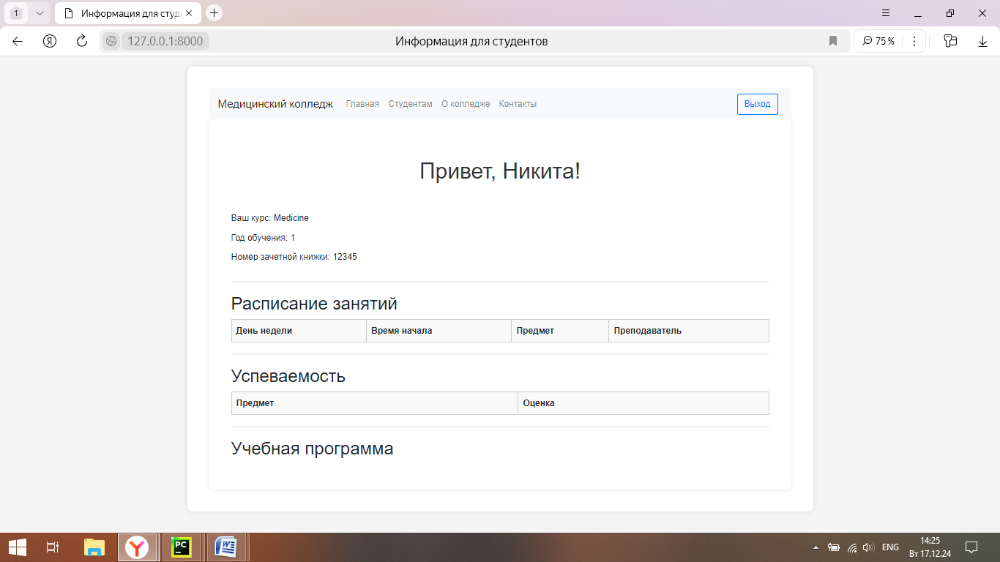 1
Информация для студ
127.0.0.1:8000
Информация для студентов
75 %
Медицинский колледж Главная Студентам О колледже Контакты Выход
Привет, Никита!
Ваш курс: Medicine
Год обучения: 1
Номер зачетной книжки: 12345
Расписание занятий
День недели Время начала Предмет Преподаватель
Успеваемость
Предмет Оценка
Учебная программа
ENG
14:25
Вт 17.12.24